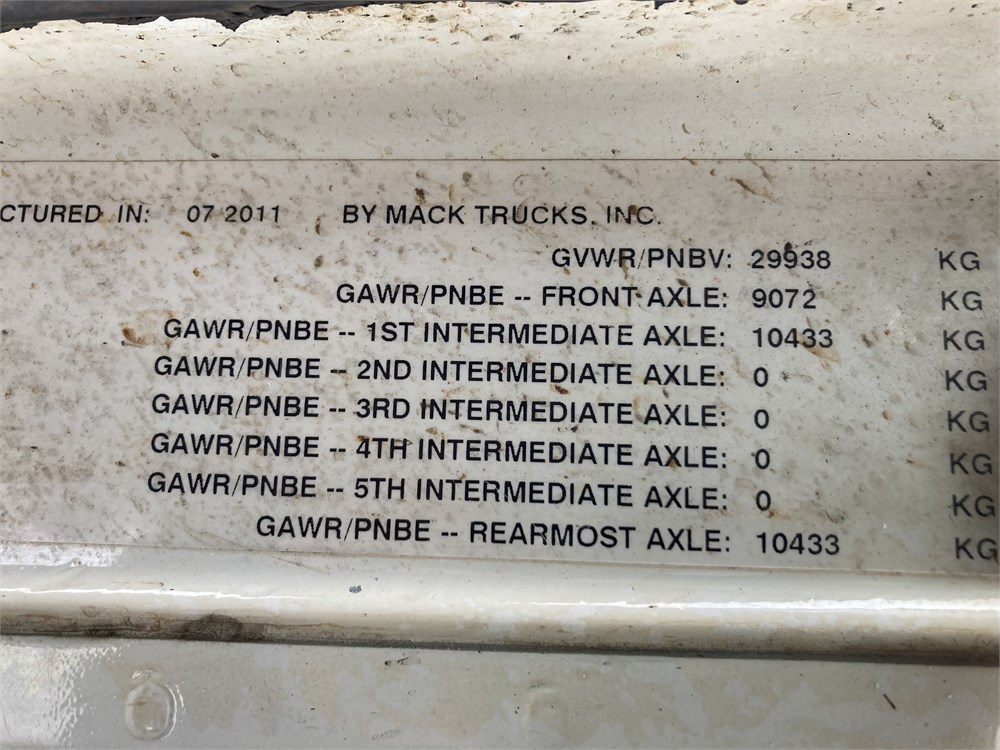 CTURED IN: 07 2011 BY MACK TRUCKS, INC.
GVWR/PNBV: 29938 KG
GAWR/PNBE -- FRONT AXLE: 9072 KG
GAWR/PNBE -- 1ST INTERMEDIATE AXLE: 10433 KG
GAWR/PNBE -- 2ND INTERMEDIATE AXLE: 0 KG
GAWR/PNBE -- 3RD INTERMEDIATE AXLE: 0 KG
GAWR/PNBE -- 4TH INTERMEDIATE AXLE: 0 KG
GAWR/PNBE -- 5TH INTERMEDIATE AXLE: 0 KG
GAWR/PNBE -- REARMOST AXLE: 10433 KG